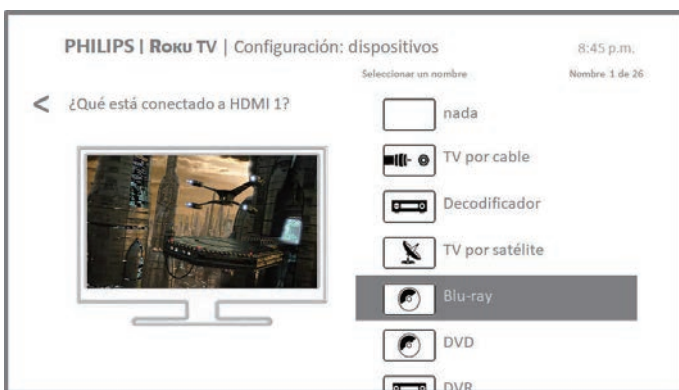 PHILIPS | ROKU TV | Configuración: dispositivos
8:45 p.m.
Seleccionar un nombre
Nombre 1 de 26
< ¿Qué está conectado a HDMI 1?
nada
TV por cable
Decodificador
TV por satélite
Blu-ray
DVD
DVR